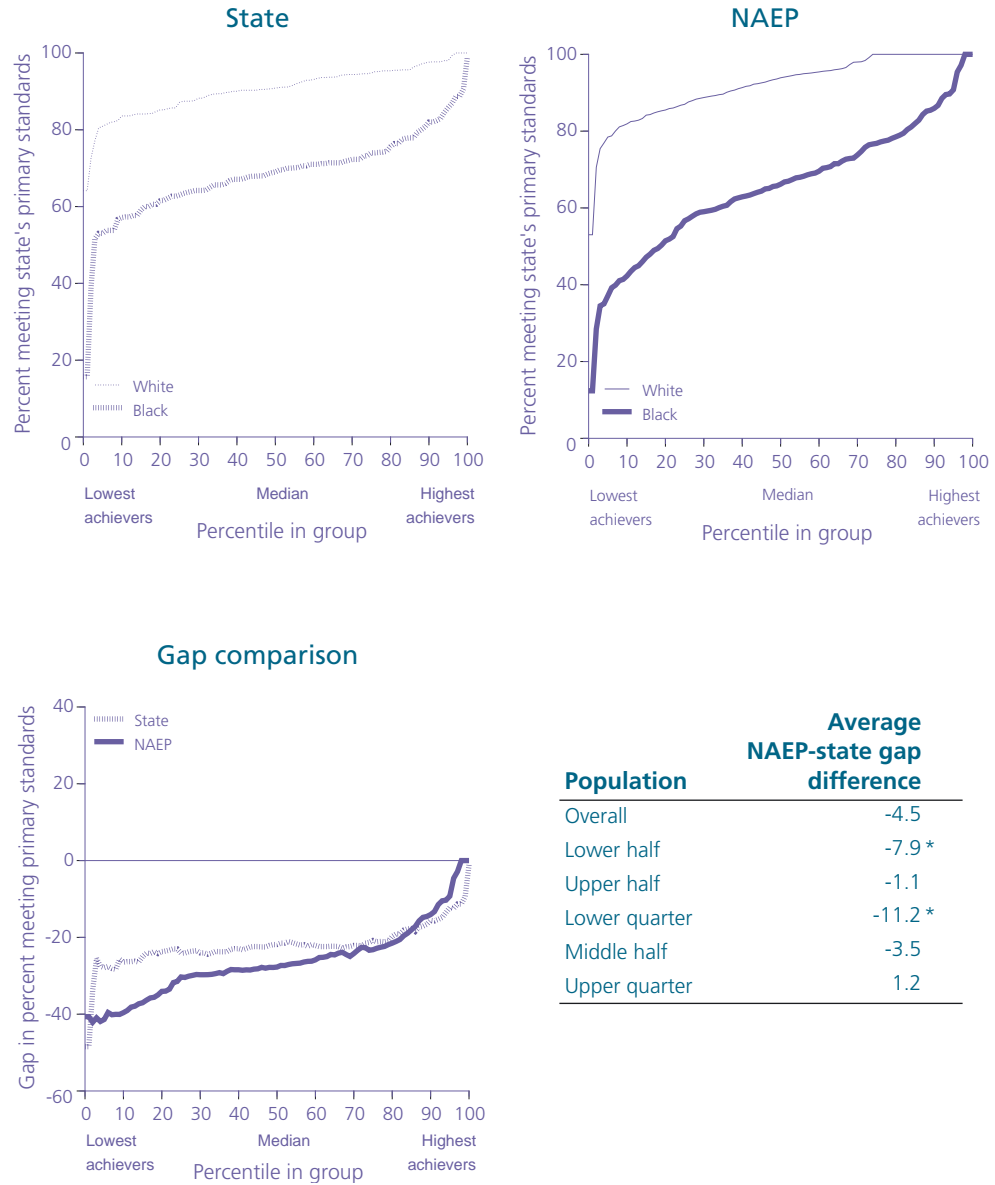 State
Percent meeting state's primary standards
100
80
60
40
20
0
White
Black
0 10 20 30 40 50 60 70 80 90 100
Lowest achievers
Median
Highest achievers
Percentile in group
NAEP
Percent meeting state's primary standards
100
80
60
40
20
0
White
Black
0 10 20 30 40 50 60 70 80 90 100
Lowest achievers
Median
Highest achievers
Percentile in group
Gap comparison
Gap in percent meeting primary standards
40
20
0
-20
-40
-60
State
NAEP
0 10 20 30 40 50 60 70 80 90 100
Lowest achievers
Median
Highest achievers
Percentile in group
Average
NAEP-state gap
Population difference
Overall -4.5
Lower half -7.9 *
Upper half -1.1
Lower quarter -11.2 *
Middle half -3.5
Upper quarter 1.2